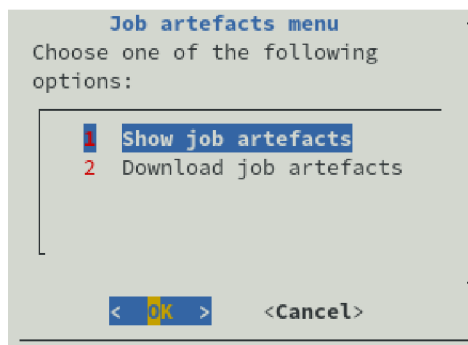 Job artefacts menu
Choose one of the following
options:
1 Show job artefacts
2 Download job artefacts
< OK > <Cancel>